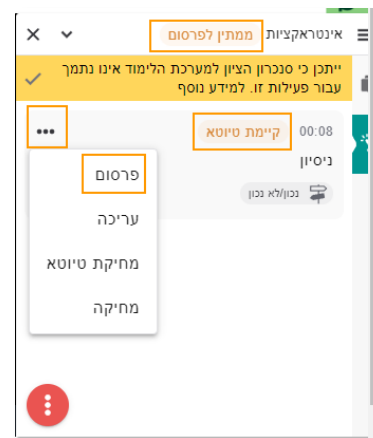 אינטראקציות ממתין לפרסום
ייתכן כי סנכרון הציון למערכת הלימוד אינו נתמך
עבור פעילות זו. למידע נוסף
00:08 קיימת טיוטא
ניסיון
נכון/לא נכון
פרסום
עריכה
מחיקת טיוטא
מחיקה